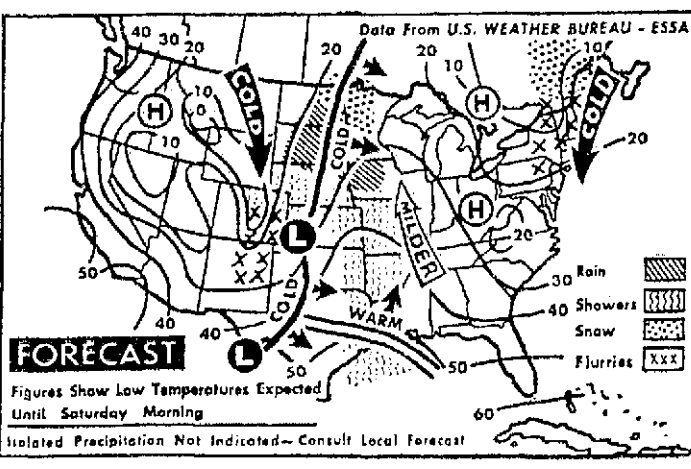 Data From U.S. WEATHER BUREAU - ESSA
40 30 20 20 20 10
10 0 10
H
COLD
COLD
H
COLD
10
20
H
L
MILDER
20
COLD
30
50
40
40
WARM
40
L
50
50
60
Rain
Showers
Snow
Flurries
xxx
FORECAST
Figures Show Low Temperatures Expected
Until Saturday Morning
Isolated Precipitation Not Indicated— Consult Local Forecast